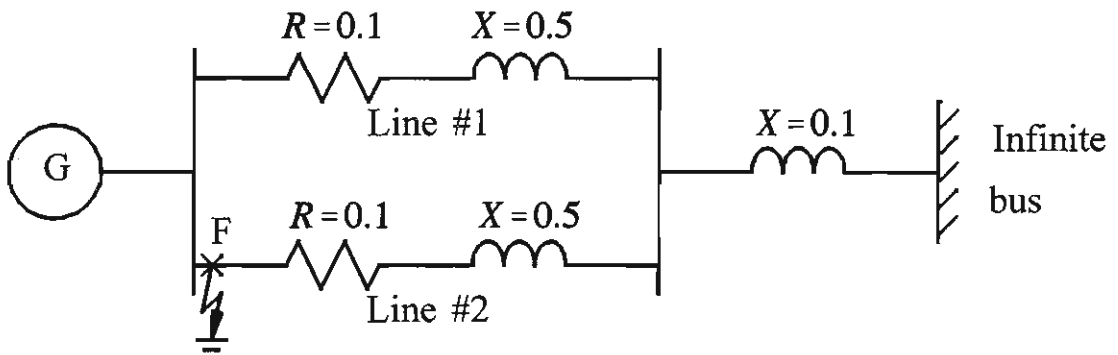 R = 0.1 X = 0.5
Line #1
X = 0.1
Infinite
bus
G
F
R = 0.1 X = 0.5
Line #2